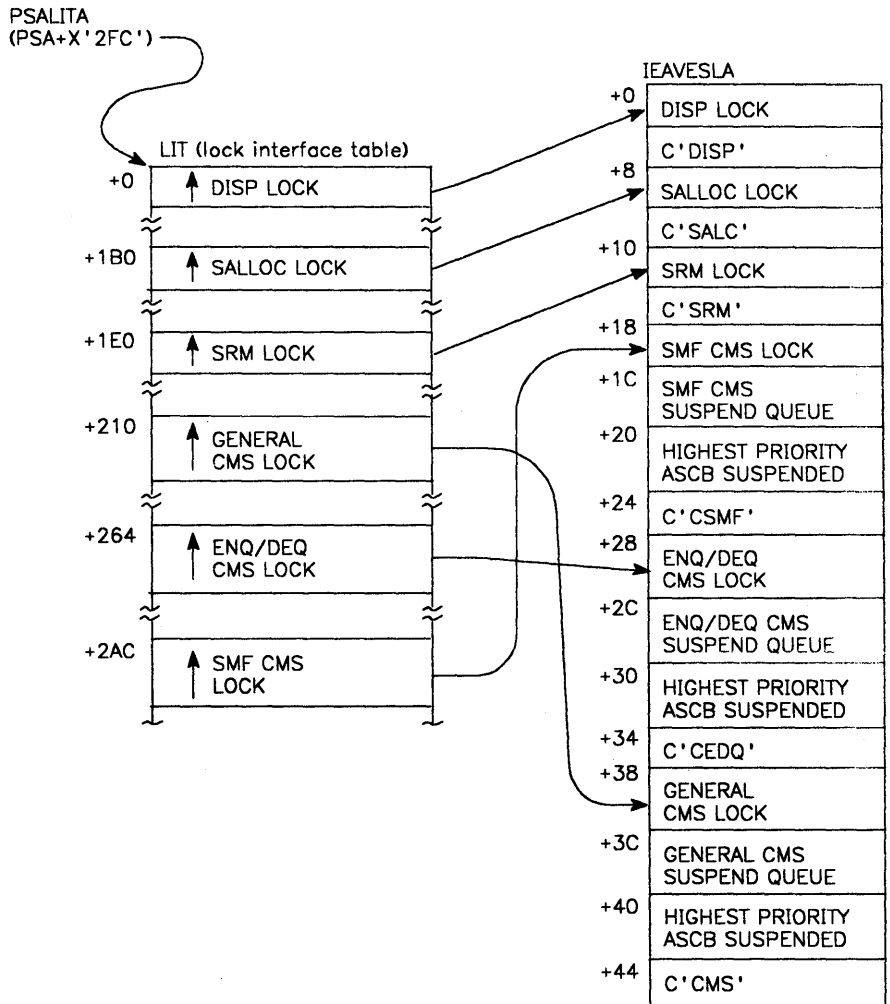 PSALITA
(PSA+X'2FC')
LIT (lock interface table)
+0
DISP LOCK
+1B0
SALLOC LOCK
+1E0
SRM LOCK
+210
GENERAL
CMS LOCK
+264
ENQ/DEQ
CMS LOCK
+2AC
SMF CMS
LOCK
IEAVESLA
+0
DISP LOCK
C'DISP'
+8
SALLOC LOCK
C'SALC'
+10
SRM LOCK
C'SRM'
+18
SMF CMS LOCK
+1C
SMF CMS
SUSPEND QUEUE
+20
HIGHEST PRIORITY
ASCB SUSPENDED
+24
C'CSMF'
+28
ENQ/DEQ
CMS LOCK
+2C
ENQ/DEQ CMS
SUSPEND QUEUE
+30
HIGHEST PRIORITY
ASCB SUSPENDED
+34
C'CEDQ'
+38
GENERAL
CMS LOCK
+3C
GENERAL CMS
SUSPEND QUEUE
+40
HIGHEST PRIORITY
ASCB SUSPENDED
+44
C'CMS'